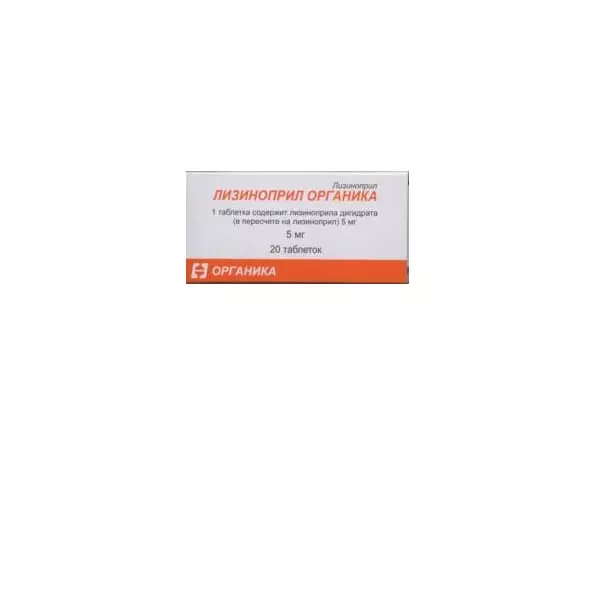 Лизиноприл
ЛИЗИНОПРИЛ ОРГАНИКА
1 таблетка содержит лизиноприла дигидрата
(в пересчете на лизиноприл) 5 мг
5 мг
20 таблеток
ОРГАНИКА